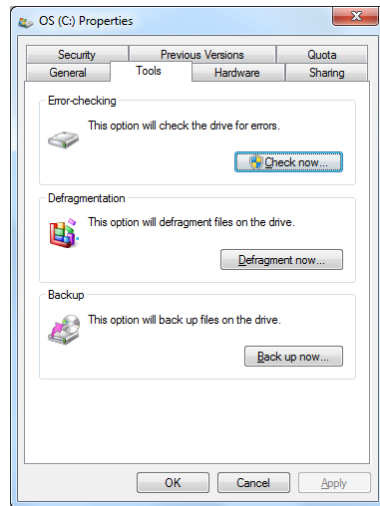 OS (C:) Properties
Security Previous Versions Quota
General Tools Hardware Sharing
Error-checking
This option will check the drive for errors.
Check now...
Defragmentation
This option will defragment files on the drive.
Defragment now...
Backup
This option will back up files on the drive.
Back up now...
OK Cancel Apply